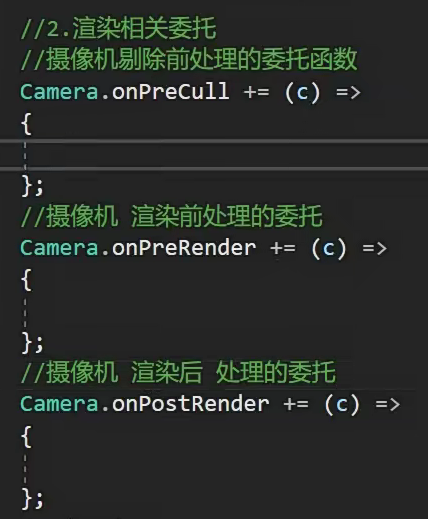 //2.渲染相关委托
//摄像机剔除前处理的委托函数
Camera.onPreCull += (c) =>
{
};
//摄像机 渲染前处理的委托
Camera.onPreRender += (c) =>
{
};
//摄像机 渲染后 处理的委托
Camera.onPostRender += (c) =>
{
};